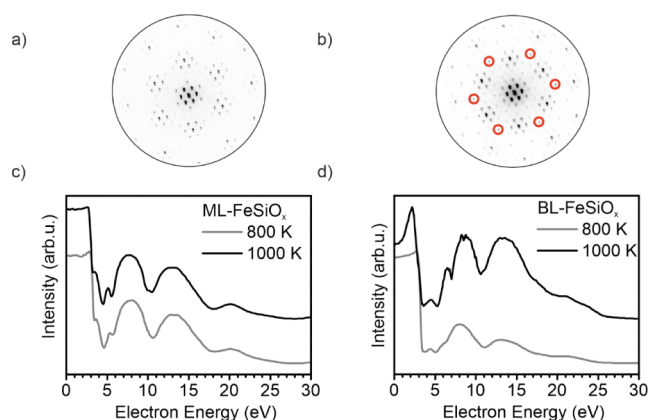 a)
b)
c)
d)
Intensity (arb.u.)
ML-FeSiOₓ
800 K
1000 K
0 5 10 15 20 25 30
Electron Energy (eV)
Intensity (arb.u.)
BL-FeSiOₓ
800 K
1000 K
0 5 10 15 20 25 30
Electron Energy (eV)